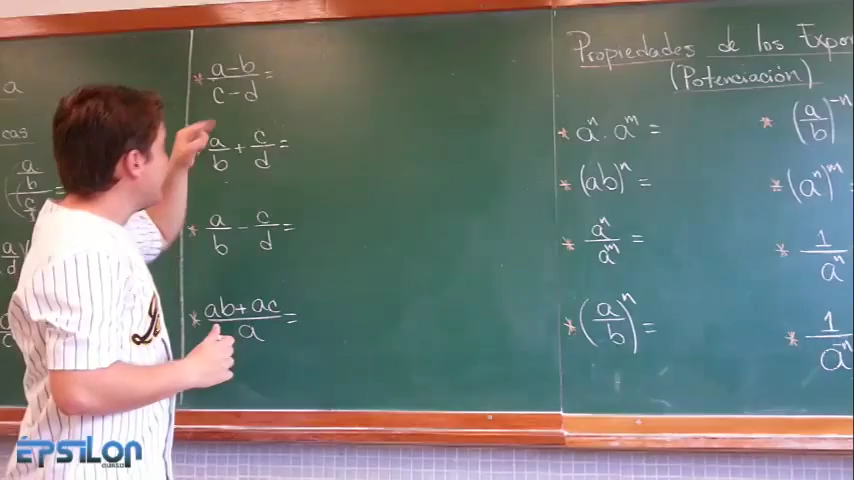 a
cas
* a-b / c-d =
a/b + c/d =
* a/b - c/d =
* ab+ac / a =
Propiedades de los Expo
(Potenciación)
* aⁿ · aᵐ =
* (ab)ⁿ =
* aⁿ / aᵐ =
* (a/b)ⁿ =
* (a/b)⁻ⁿ
* (aⁿ)ᵐ =
* 1 / aⁿ
* 1 / a⁻ⁿ
EPSILON